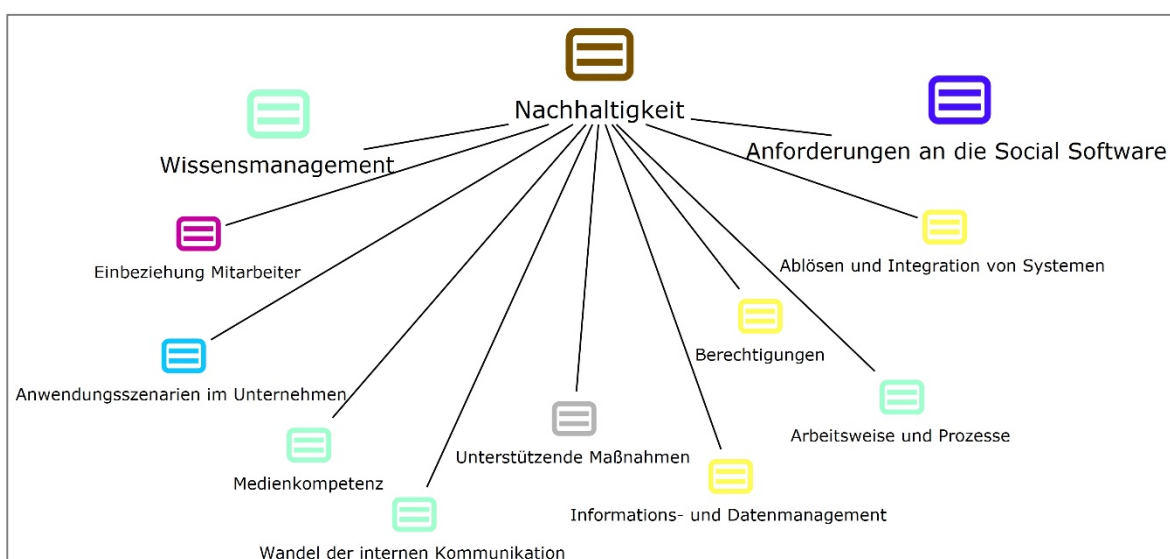 Nachhaltigkeit
Wissensmanagement
Anforderungen an die Social Software
Einbeziehung Mitarbeiter
Ablösen und Integration von Systemen
Berechtigungen
Anwendungsszenarien im Unternehmen
Arbeitsweise und Prozesse
Unterstützende Maßnahmen
Medienkompetenz
Informations- und Datenmanagement
Wandel der internen Kommunikation